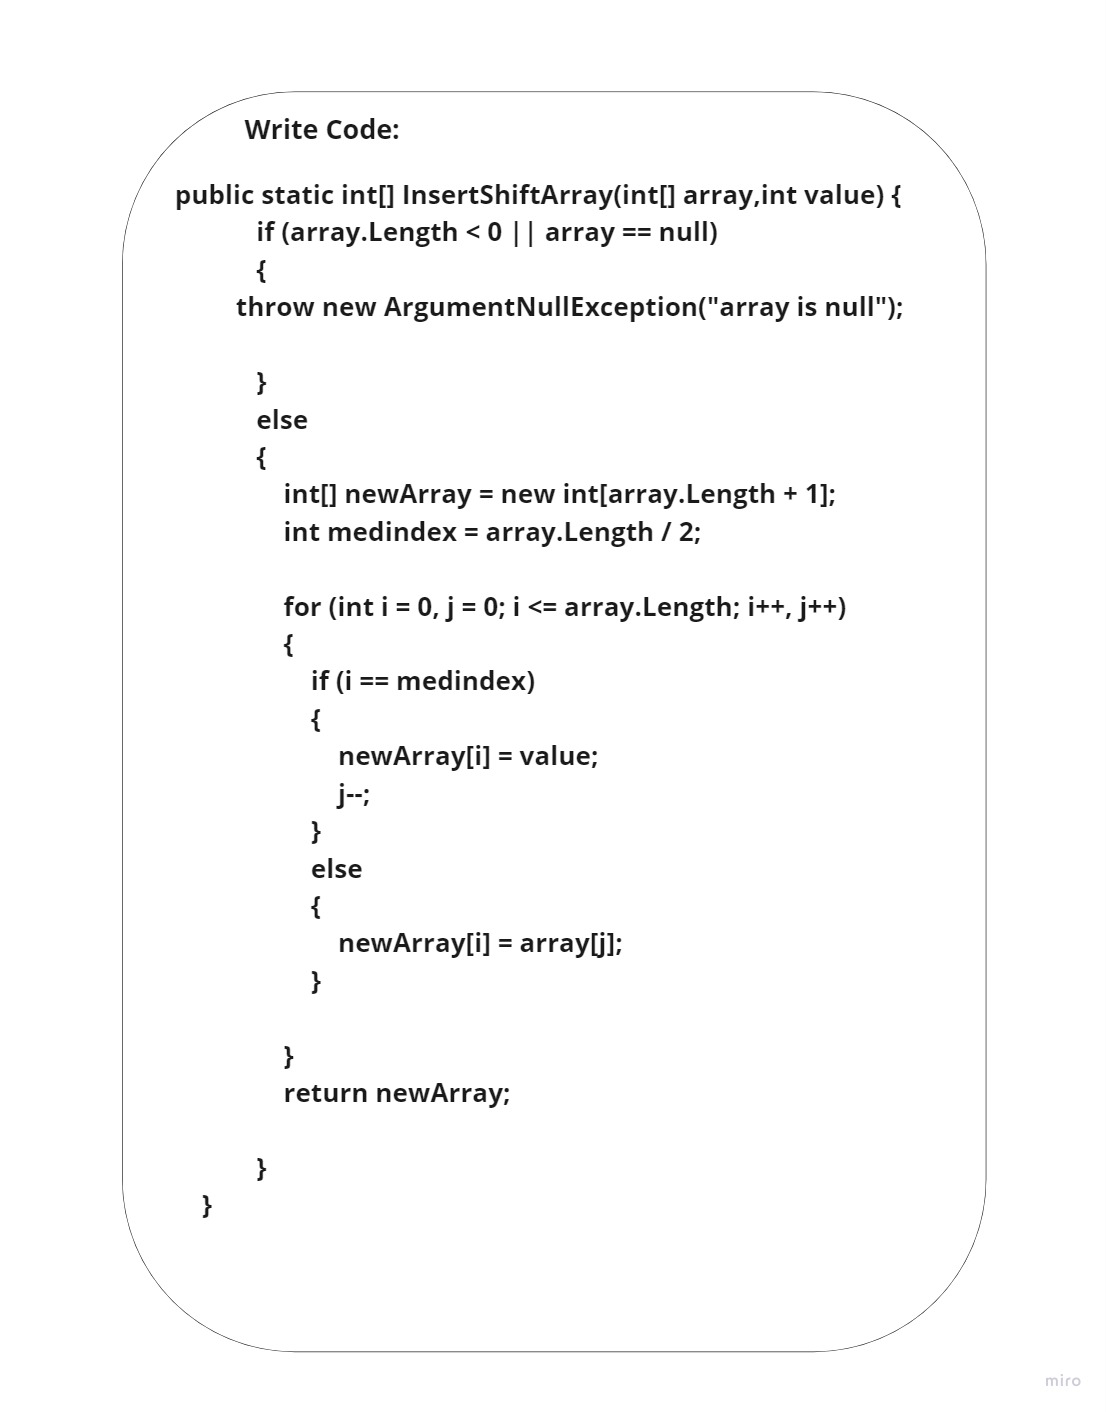 Write Code:
public static int[] InsertShiftArray(int[] array,int value) {
if (array.Length < 0 || array == null)
{
throw new ArgumentNullException("array is null");
}
else
{
int[] newArray = new int[array.Length + 1];
int medindex = array.Length / 2;
for (int i = 0, j = 0; i <= array.Length; i++, j++)
{
if (i == medindex)
{
newArray[i] = value;
j--;
}
else
{
newArray[i] = array[j];
}
}
return newArray;
}
}
miro